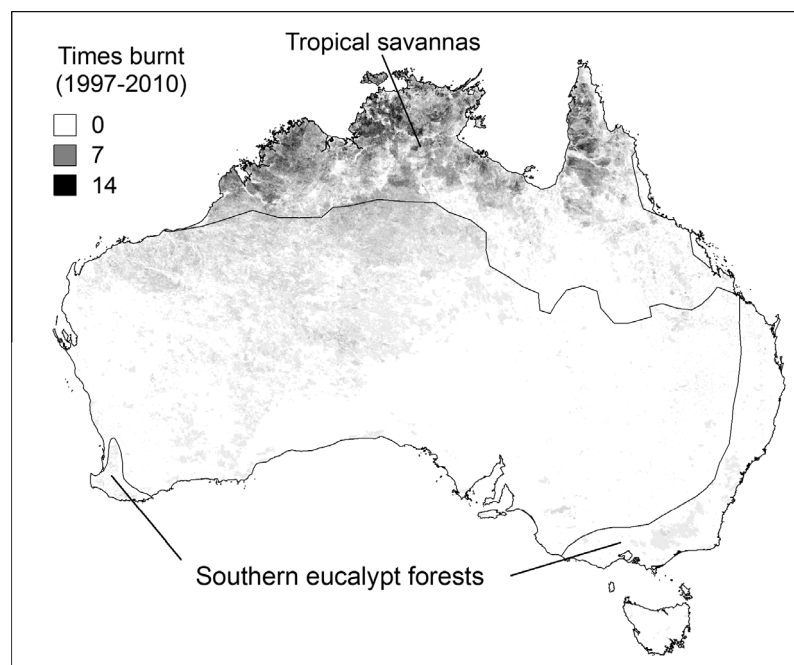 Tropical savannas
Times burnt
(1997-2010)
0
7
14
Southern eucalypt forests